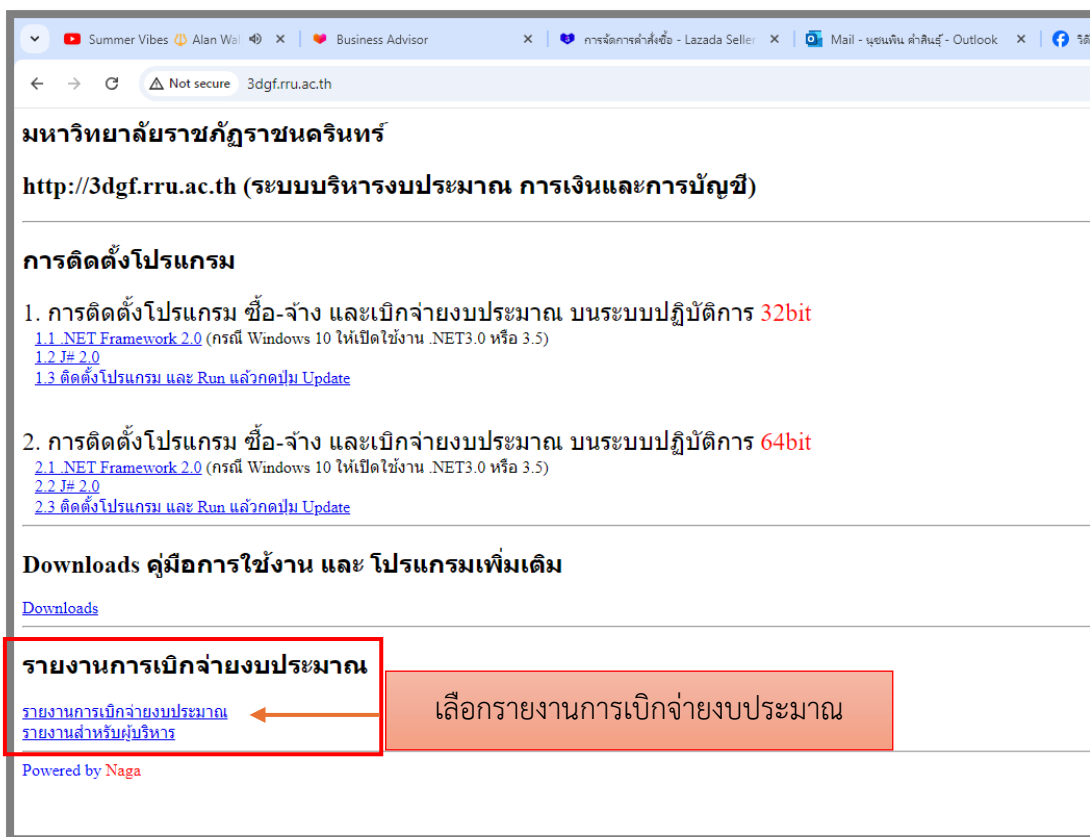 Summer Vibes Alan Wal
Business Advisor
การจัดการคำสั่งซื้อ - Lazada Seller
Mail - นุชนพิน คำสินธุ์ - Outlook
Not secure 3dgf.rru.ac.th
มหาวิทยาลัยราชภัฏราชนครินทร์
http://3dgf.rru.ac.th (ระบบบริหารงบประมาณ การเงินและการบัญชี)
การติดตั้งโปรแกรม
1. การติดตั้งโปรแกรม ซื้อ-จ้าง และเบิกจ่ายงบประมาณ บนระบบปฏิบัติการ 32bit
1.1 .NET Framework 2.0 (กรณี Windows 10 ให้เปิดใช้งาน .NET3.0 หรือ 3.5)
1.2 J# 2.0
1.3 ติดตั้งโปรแกรม และ Run แล้วกดปุ่ม Update
2. การติดตั้งโปรแกรม ซื้อ-จ้าง และเบิกจ่ายงบประมาณ บนระบบปฏิบัติการ 64bit
2.1 .NET Framework 2.0 (กรณี Windows 10 ให้เปิดใช้งาน .NET3.0 หรือ 3.5)
2.2 J# 2.0
2.3 ติดตั้งโปรแกรม และ Run แล้วกดปุ่ม Update
Downloads คู่มือการใช้งาน และ โปรแกรมเพิ่มเติม
Downloads
รายงานการเบิกจ่ายงบประมาณ
รายงานการเบิกจ่ายงบประมาณ
เลือกรายงานการเบิกจ่ายงบประมาณ
รายงานสำหรับผู้บริหาร
Powered by Naga